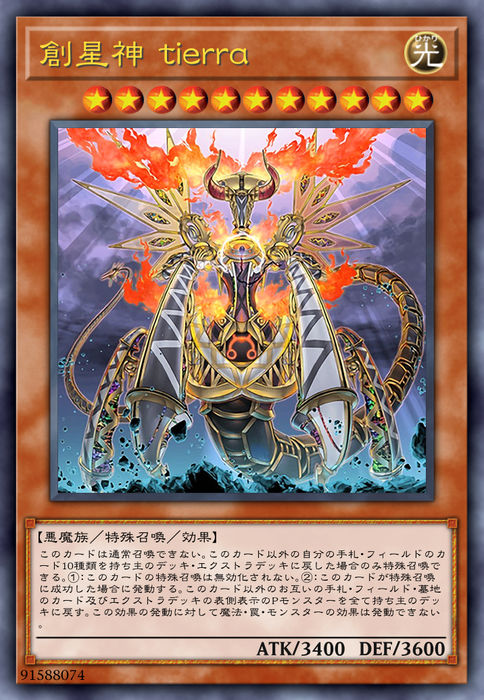 創星神 tierra
ひかり
光
【悪魔族／特殊召喚／効果】
このカードは通常召喚できない。このカード以外の自分の手札・フィールドのカ
ード10種類を持ち主のデッキ・エクストラデッキに戻した場合のみ特殊召喚で
きる。①:このカードの特殊召喚は無効化されない。②:このカードが特殊召喚
に成功した場合に発動する。このカード以外のお互いの手札・フィールド・墓地
のカード及びエクストラデッキの表側表示のPモンスターを全て持ち主のデッ
キに戻す。この効果の発動に対して魔法・罠・モンスターの効果は発動できない
。
ATK/3400 DEF/3600
91588074